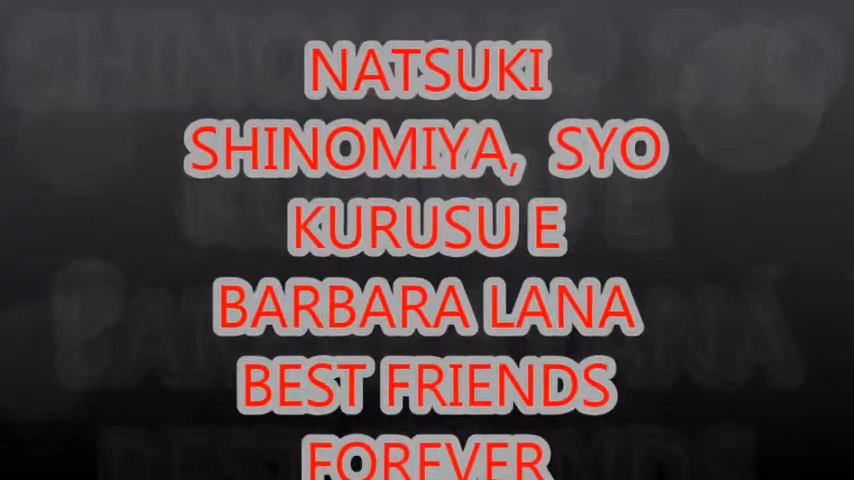 NATSUKI
SHINOMIYA, SYO
KURUSU E
BARBARA LANA
BEST FRIENDS
FOREVER